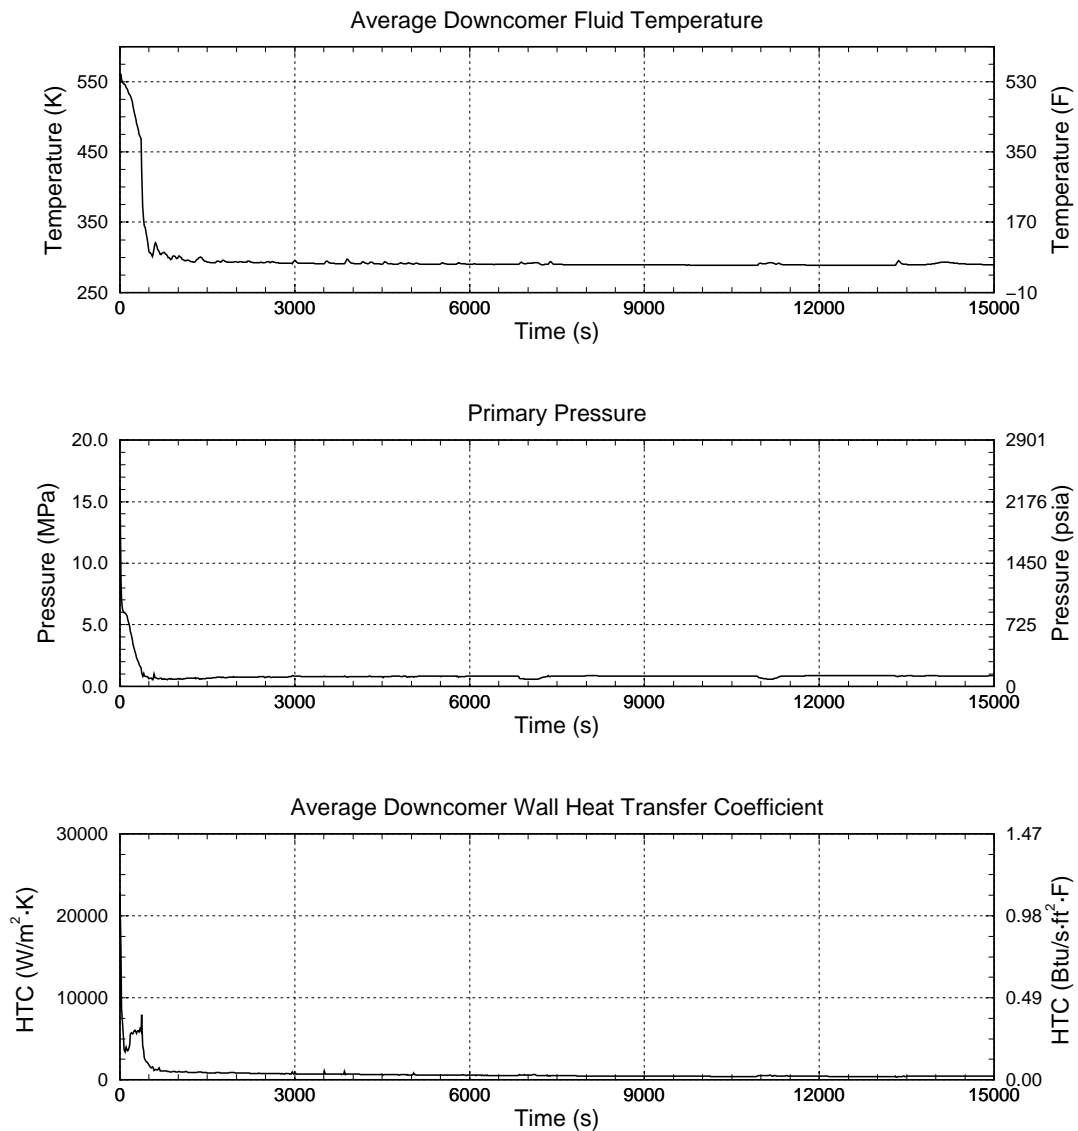 Average Downcomer Fluid Temperature
550
450
350
250
530
350
170
−10
Temperature (K)
Temperature (F)
0 3000 6000 9000 12000 15000
Time (s)
Primary Pressure
20.0
15.0
10.0
5.0
0.0
2901
2176
1450
725
0
Pressure (MPa)
Pressure (psia)
0 3000 6000 9000 12000 15000
Time (s)
Average Downcomer Wall Heat Transfer Coefficient
30000
20000
10000
0
1.47
0.98
0.49
0.00
HTC (W/m²·K)
HTC (Btu/s·ft²·F)
0 3000 6000 9000 12000 15000
Time (s)